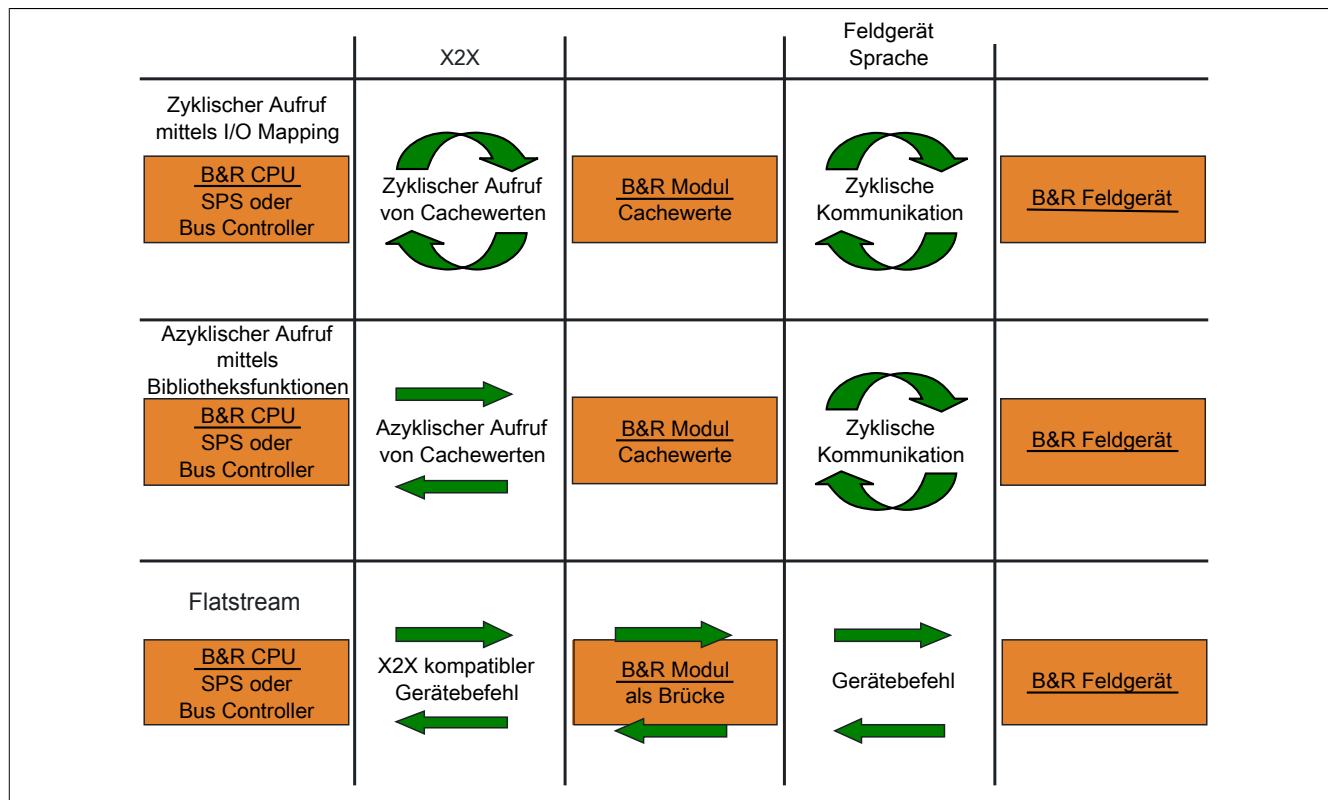 X2X
Feldgerät
Sprache
Zyklischer Aufruf
mittels I/O Mapping
B&R CPU
SPS oder
Bus Controller
Zyklischer Aufruf
von Cachewerten
B&R Modul
Cachewerte
Zyklische
Kommunikation
B&R Feldgerät
Azyklischer Aufruf
mittels
Bibliotheksfunktionen
B&R CPU
SPS oder
Bus Controller
Azyklischer Aufruf
von Cachewerten
B&R Modul
Cachewerte
Zyklische
Kommunikation
B&R Feldgerät
Flatstream
B&R CPU
SPS oder
Bus Controller
X2X kompatibler
Gerätebefehl
B&R Modul
als Brücke
Gerätebefehl
B&R Feldgerät